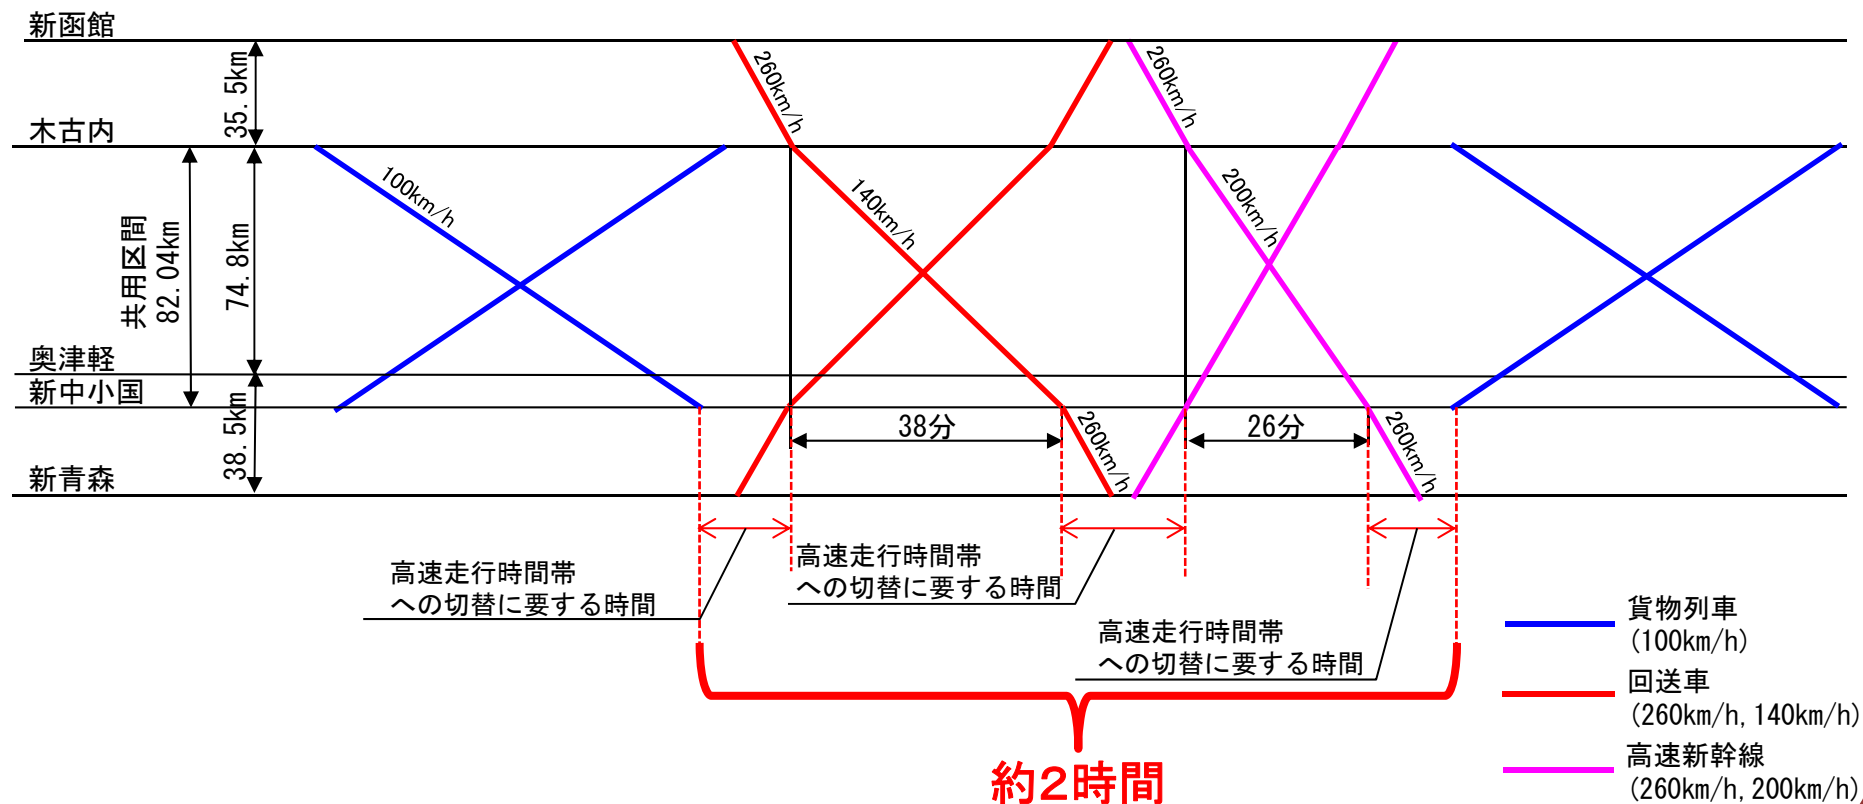 新函館
35.5km
木古内
共用区間
82.04km
74.8km
奥津軽
新中小国
38.5km
新青森
100km/h
260km/h
140km/h
260km/h
260km/h
200km/h
260km/h
38分
26分
高速走行時間帯
への切替に要する時間
高速走行時間帯
への切替に要する時間
高速走行時間帯
への切替に要する時間
約2時間
貨物列車
(100km/h)
回送車
(260km/h,140km/h)
高速新幹線
(260km/h,200km/h)